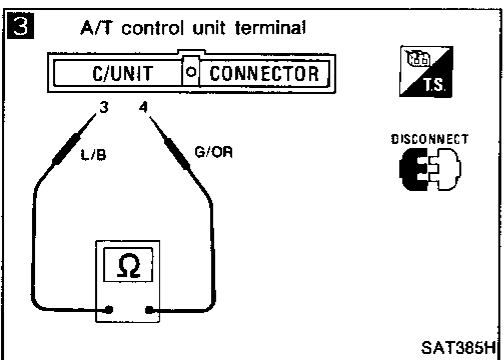 3 A/T control unit terminal
C/UNIT CONNECTOR
3 4
L/B G/OR
T.S.
DISCONNECT
Ω
SAT385H